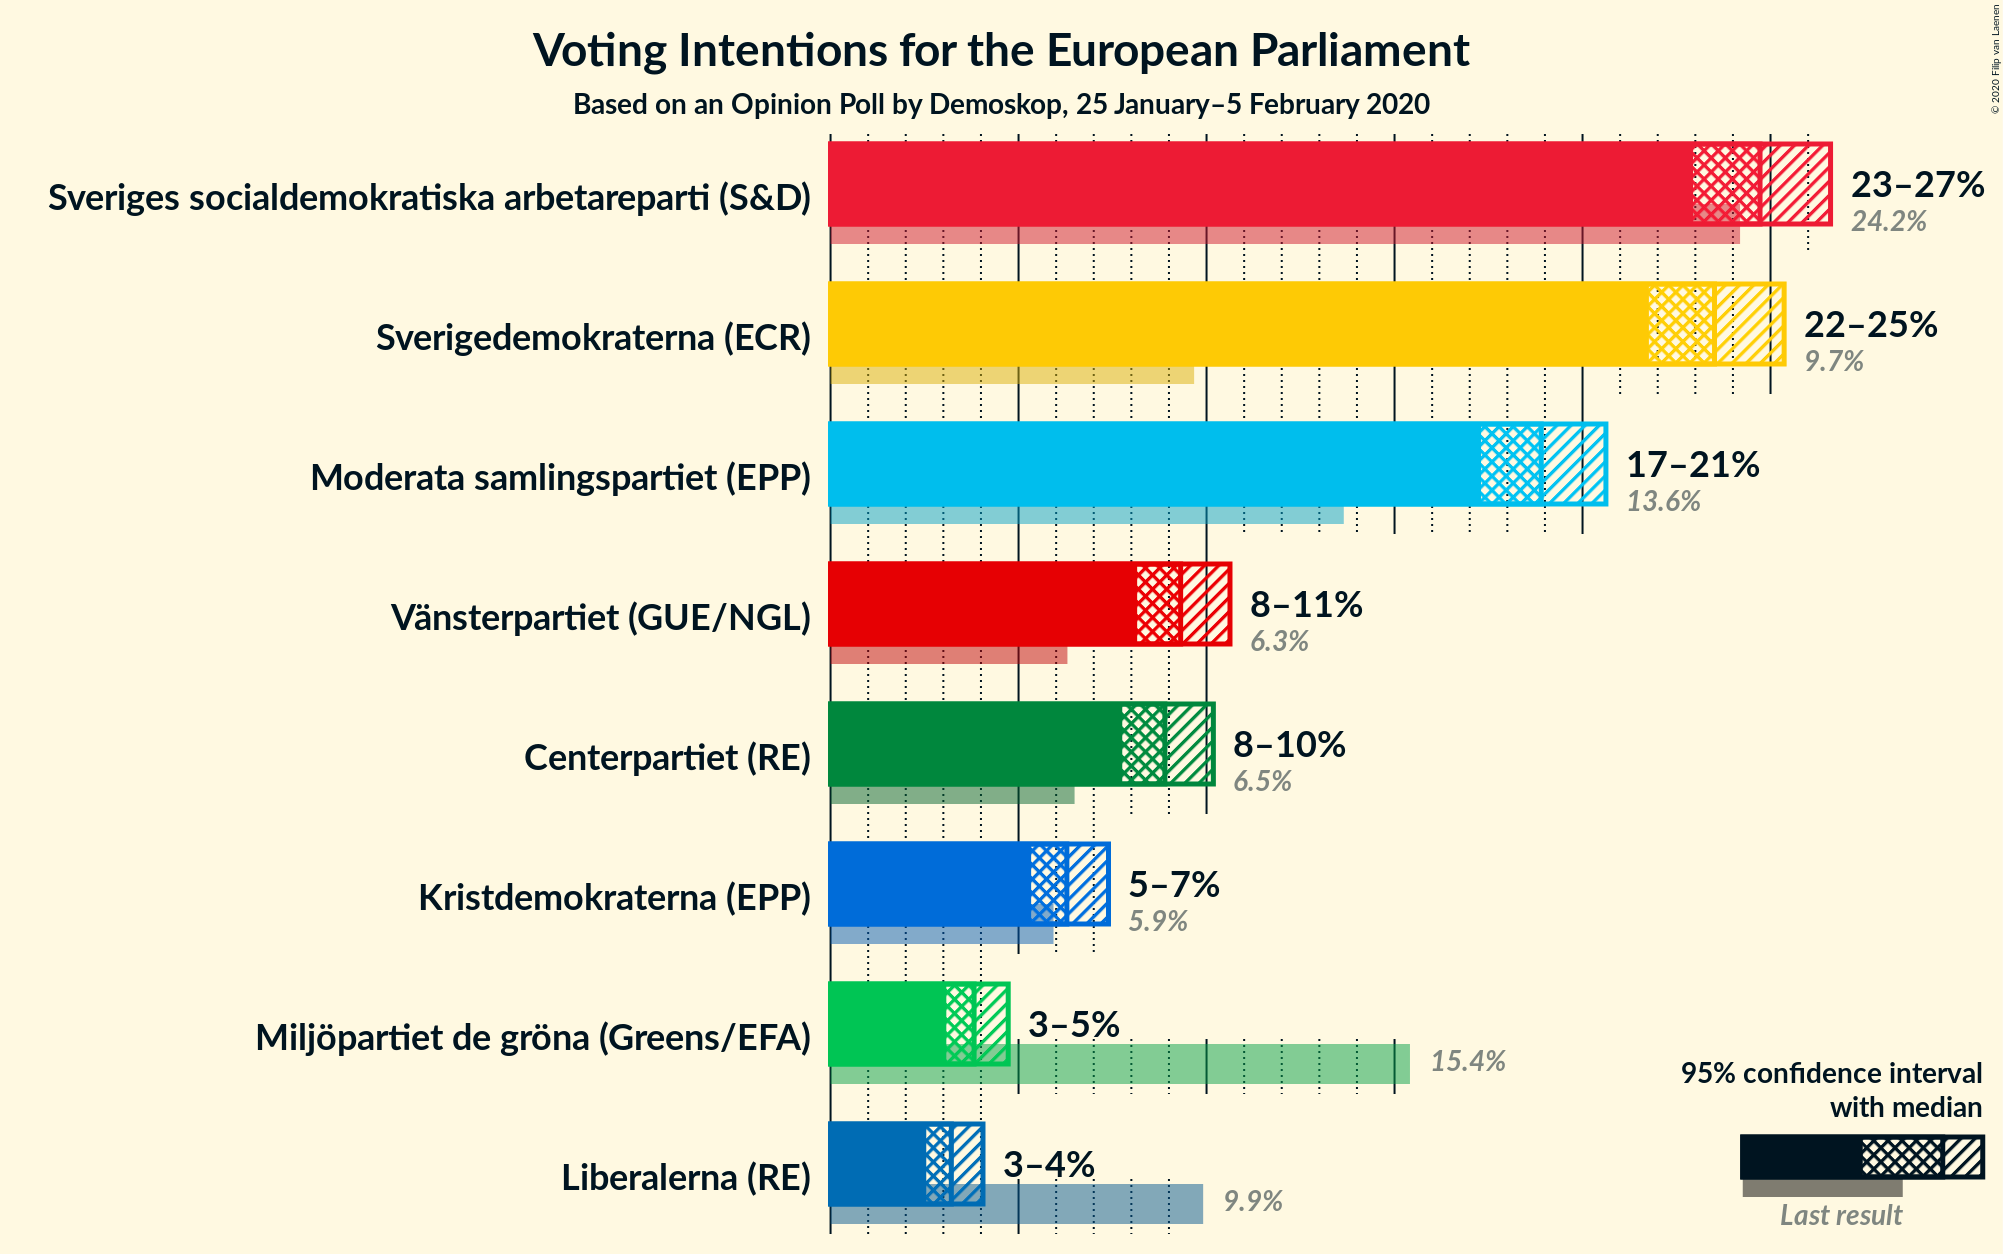 Voting Intentions for the European Parliament
Based on an Opinion Poll by Demoskop, 25 January–5 February 2020
© 2020 Filip van Laenen
Sveriges socialdemokratiska arbetareparti (S&D)
23–27%
24.2%
Sverigedemokraterna (ECR)
22–25%
9.7%
Moderata samlingspartiet (EPP)
17–21%
13.6%
Vänsterpartiet (GUE/NGL)
8–11%
6.3%
Centerpartiet (RE)
8–10%
6.5%
Kristdemokraterna (EPP)
5–7%
5.9%
Miljöpartiet de gröna (Greens/EFA)
3–5%
15.4%
Liberalerna (RE)
3–4%
9.9%
95% confidence interval
with median
Last result